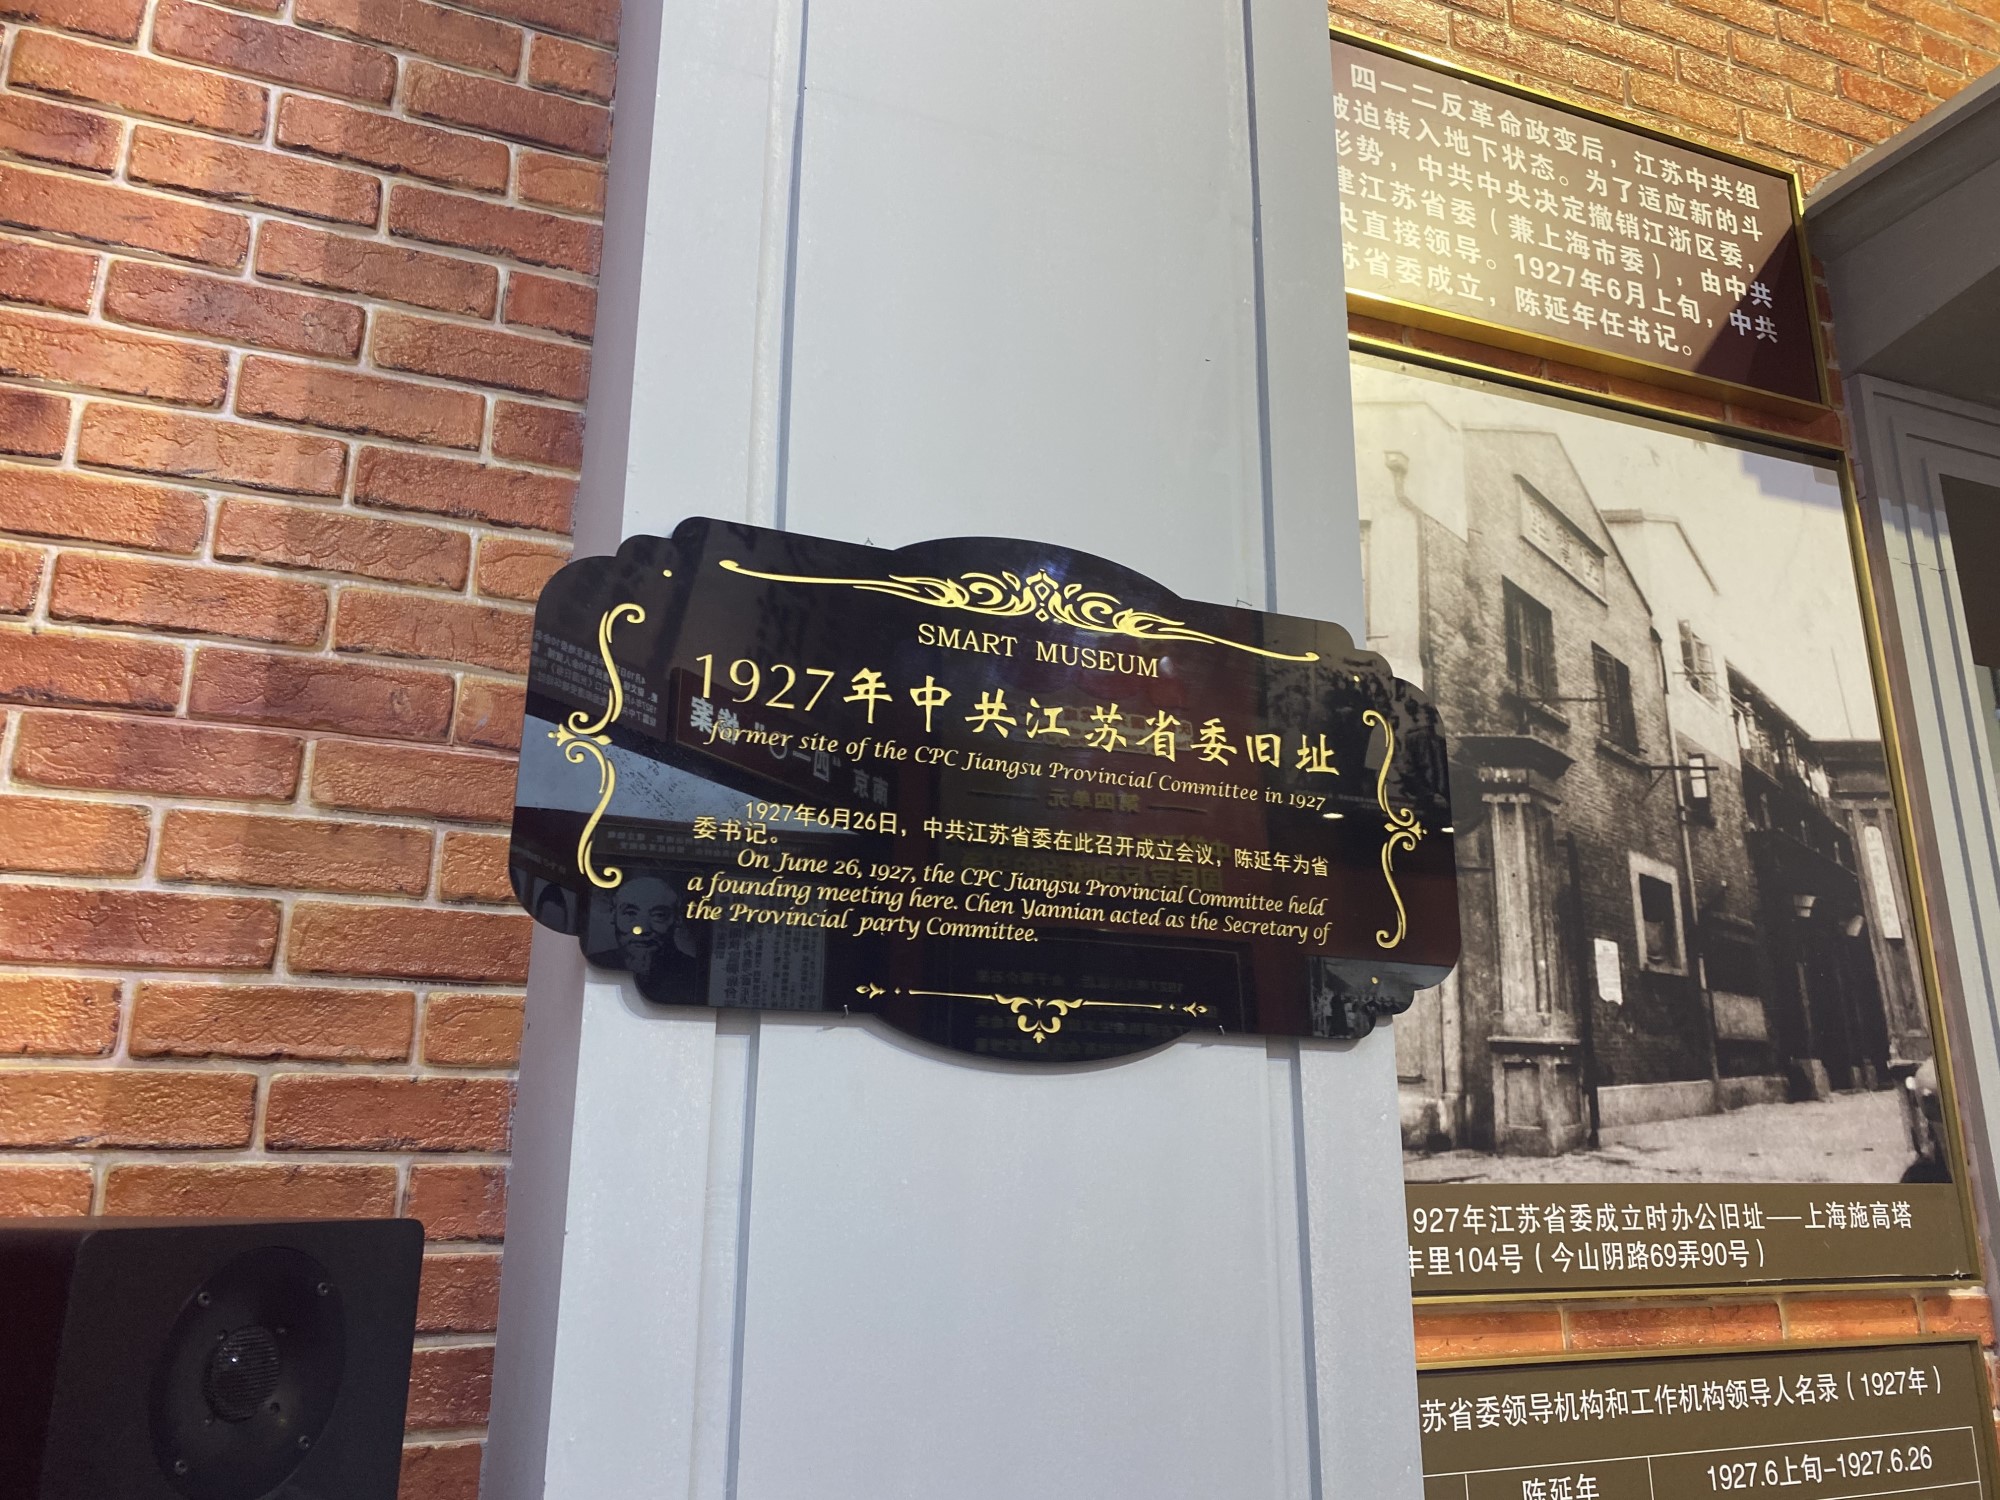 SMART MUSEUM
1927年中共江苏省委旧址
former site of the CPC Jiangsu Provincial Committee in 1927
1927年6月26日，中共江苏省委在此召开成立会议，陈延年为省
委书记。
On June 26, 1927, the CPC Jiangsu Provincial Committee held
a founding meeting here. Chen Yannian acted as the Secretary of
the Provincial party Committee.
四一二反革命政变后，江苏中共组
被迫转入地下状态。为了适应新的斗
形势，中共中央决定撤销江浙区委，
建江苏省委（兼上海市委），由中共
央直接领导。1927年6月上旬，中共
苏省委成立，陈延年任书记。
927年江苏省委成立时办公旧址——上海施高塔
丰里104号（今山阴路69弄90号）
苏省委领导机构和工作机构领导人名录（1927年）
陈延年 1927.6上旬-1927.6.26